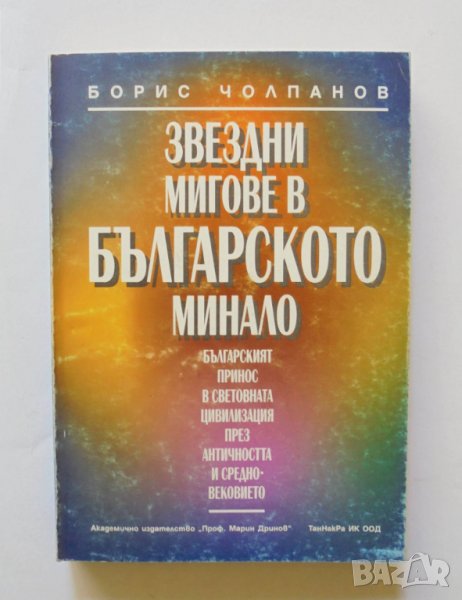 БОРИС ЧОЛПАНОВ
ЗВЕЗДНИ
МИГОВЕ В
БЪЛГАРСКОТО
МИНАЛО
БЪЛГАРСКИЯТ
ПРИНОС
В СВЕТОВНАТА
ЦИВИЛИЗАЦИЯ
ПРЕЗ
АНТИЧНОСТТА
И СРЕДНО-
ВЕКОВИЕТО
Академично издателство „Проф. Марин Дринов" ТанНакРа ИК ООД
BAZAR